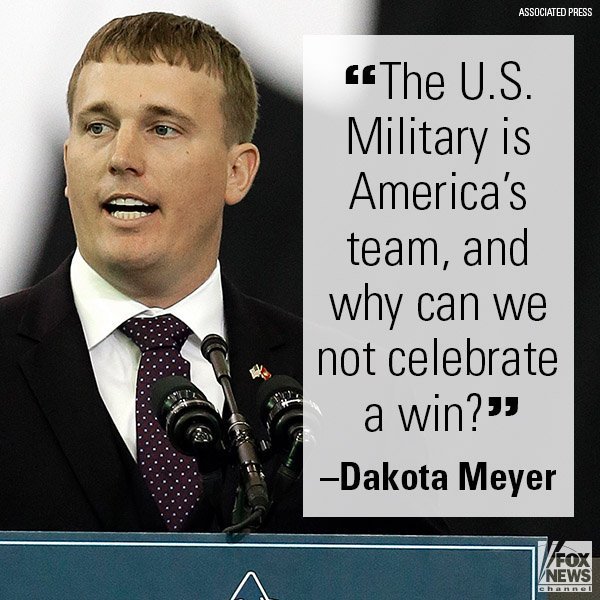 ASSOCIATED PRESS
“The U.S.
Military is
America’s
team, and
why can we
not celebrate
a win?”
–Dakota Meyer
FOX
NEWS
channel